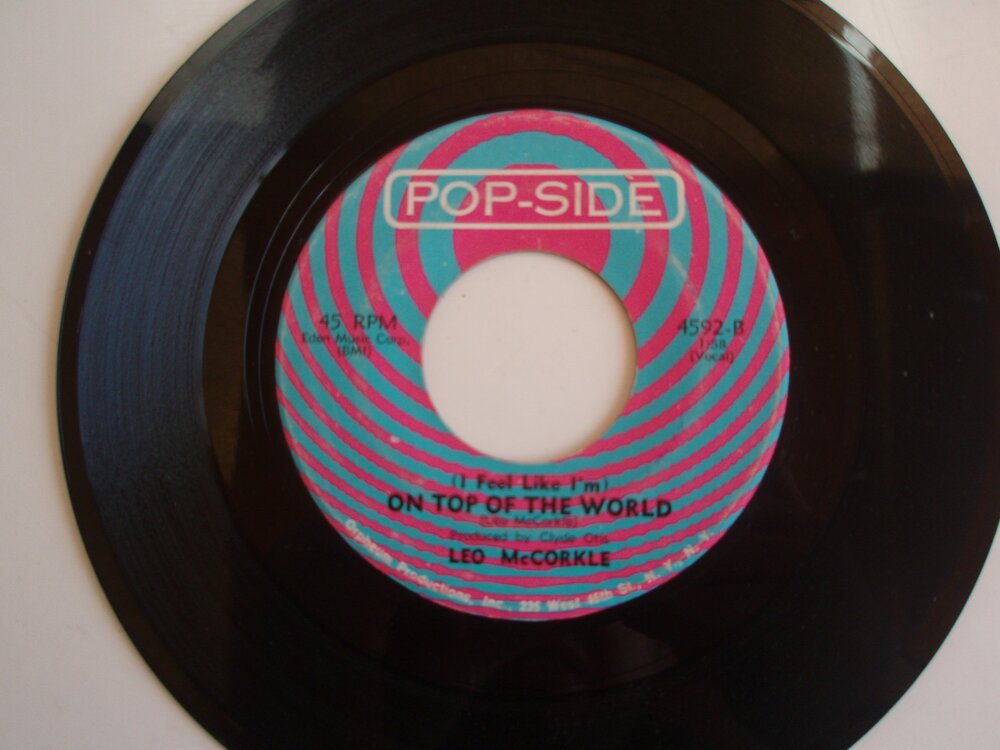 POP-SIDE
45 RPM
Eden Music Corp.
(BMI)
4592-B
1:58
(Vocal)
(I Feel Like I'm)
ON TOP OF THE WORLD
(Leo McCorkle)
Produced by Clyde Otis
LEO McCORKLE
Orpheum Productions, Inc., 235 West 46th St., N. Y., N. Y.